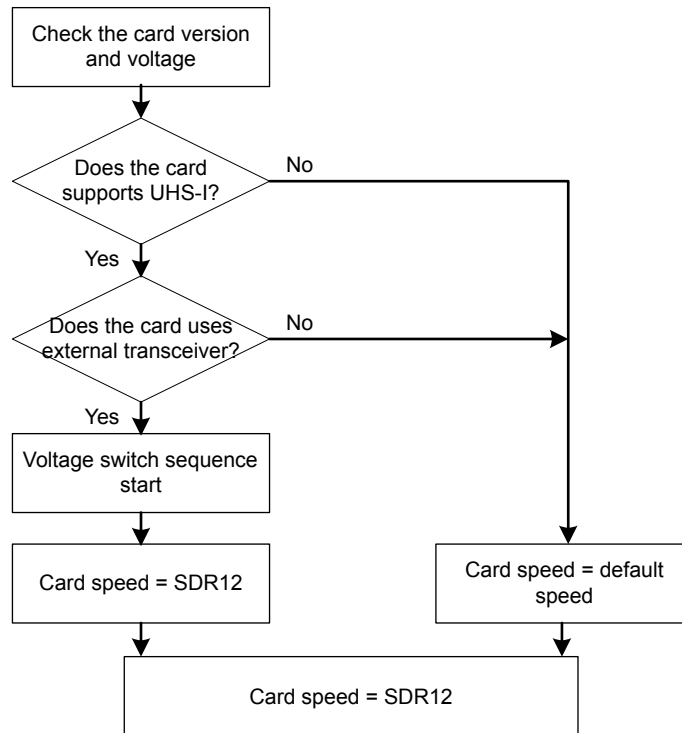 Check the card version
and voltage
Does the card
supports UHS-I?
No
Yes
Does the card uses
external transceiver?
No
Yes
Voltage switch sequence
start
Card speed = SDR12
Card speed = default
speed
Card speed = SDR12